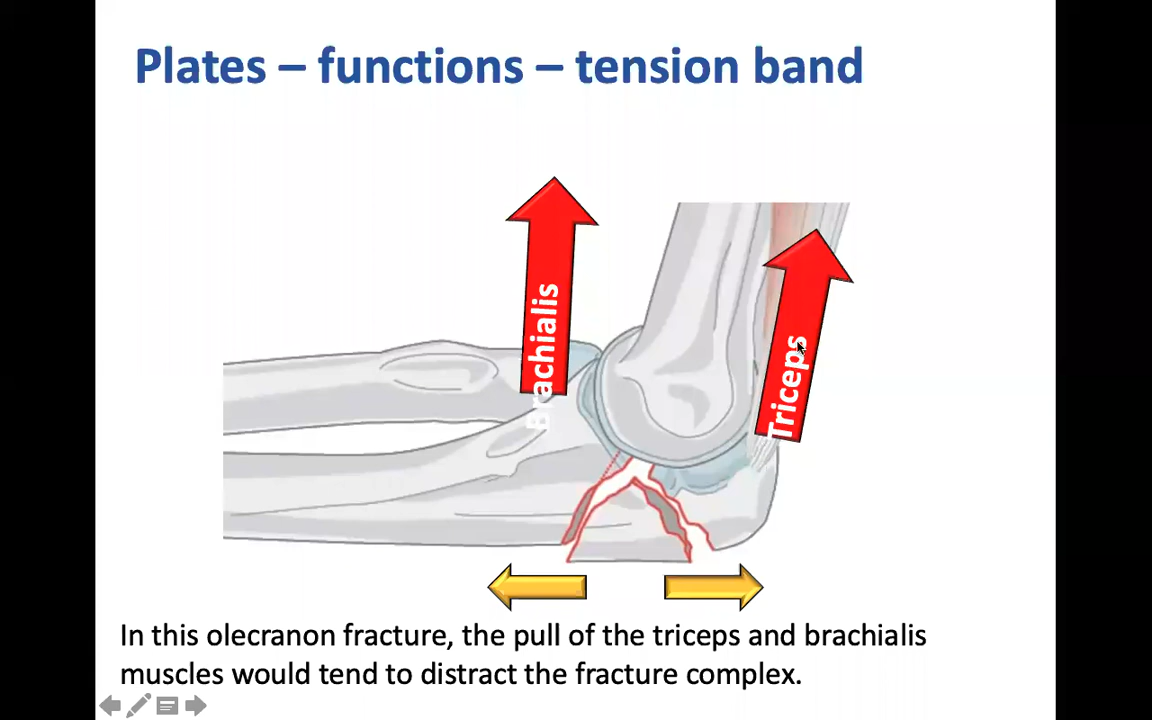 Plates – functions – tension band
Brachialis
Triceps
In this olecranon fracture, the pull of the triceps and brachialis
muscles would tend to distract the fracture complex.